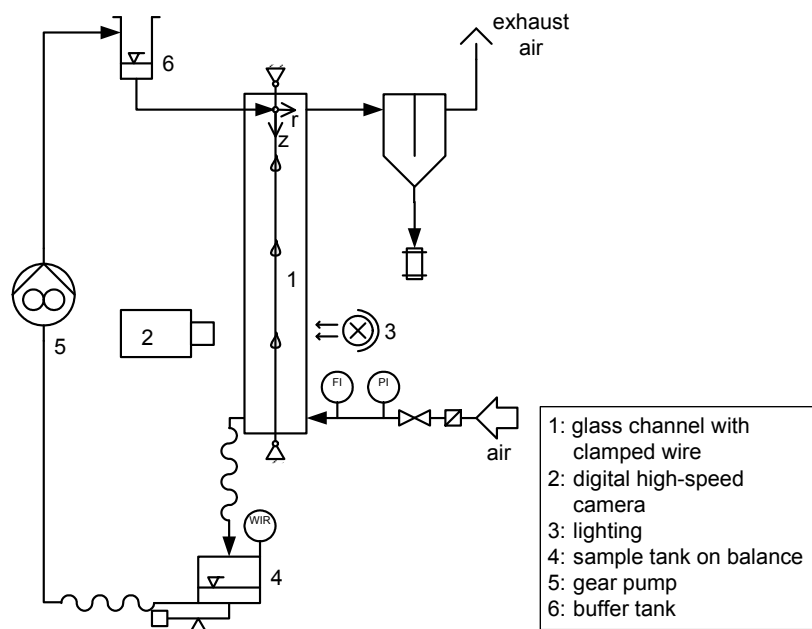 exhaust
air
6
r
z
1
2
3
5
FI
PI
air
WIR
4
1: glass channel with
clamped wire
2: digital high-speed
camera
3: lighting
4: sample tank on balance
5: gear pump
6: buffer tank